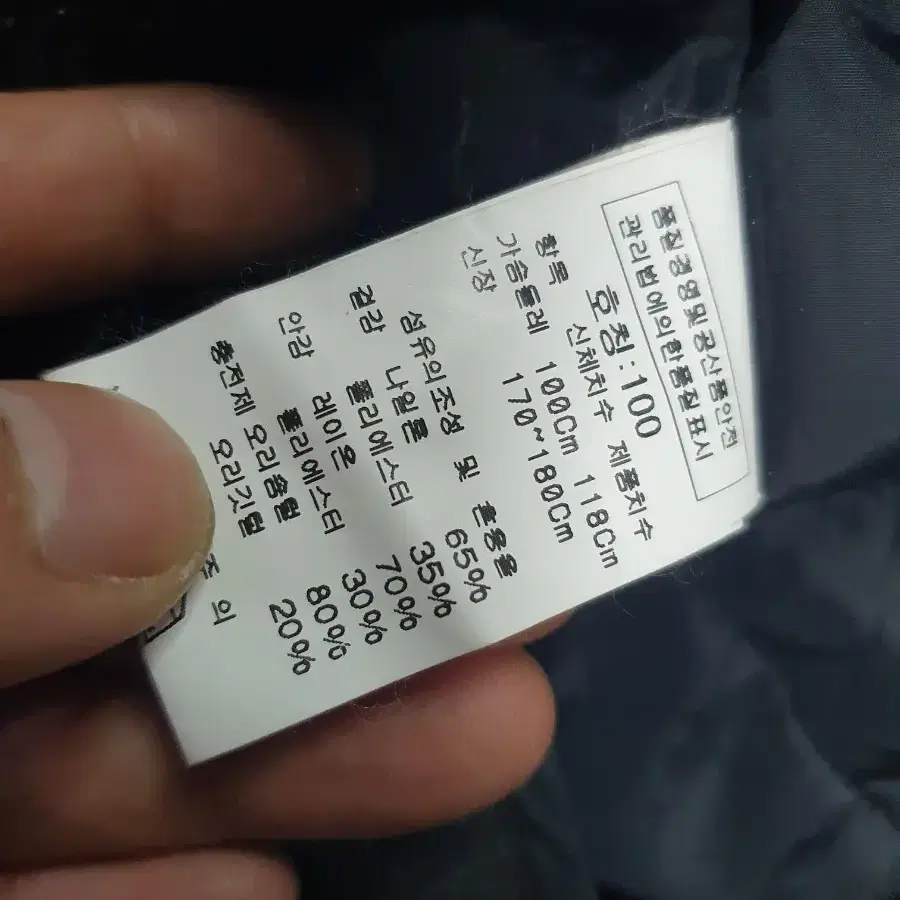 품질경영및공산품안전
관리법에의한품질표시
호칭:100
항목 신체치수 제품치수
가슴둘레 100Cm 118Cm
신장 170~180Cm
섬유의조성 및 혼용율
겉감 나일론 65%
폴리에스터 35%
안감 레이온 70%
폴리에스터 30%
충전제 오리솜털 80%
오리깃털 20%
주 의